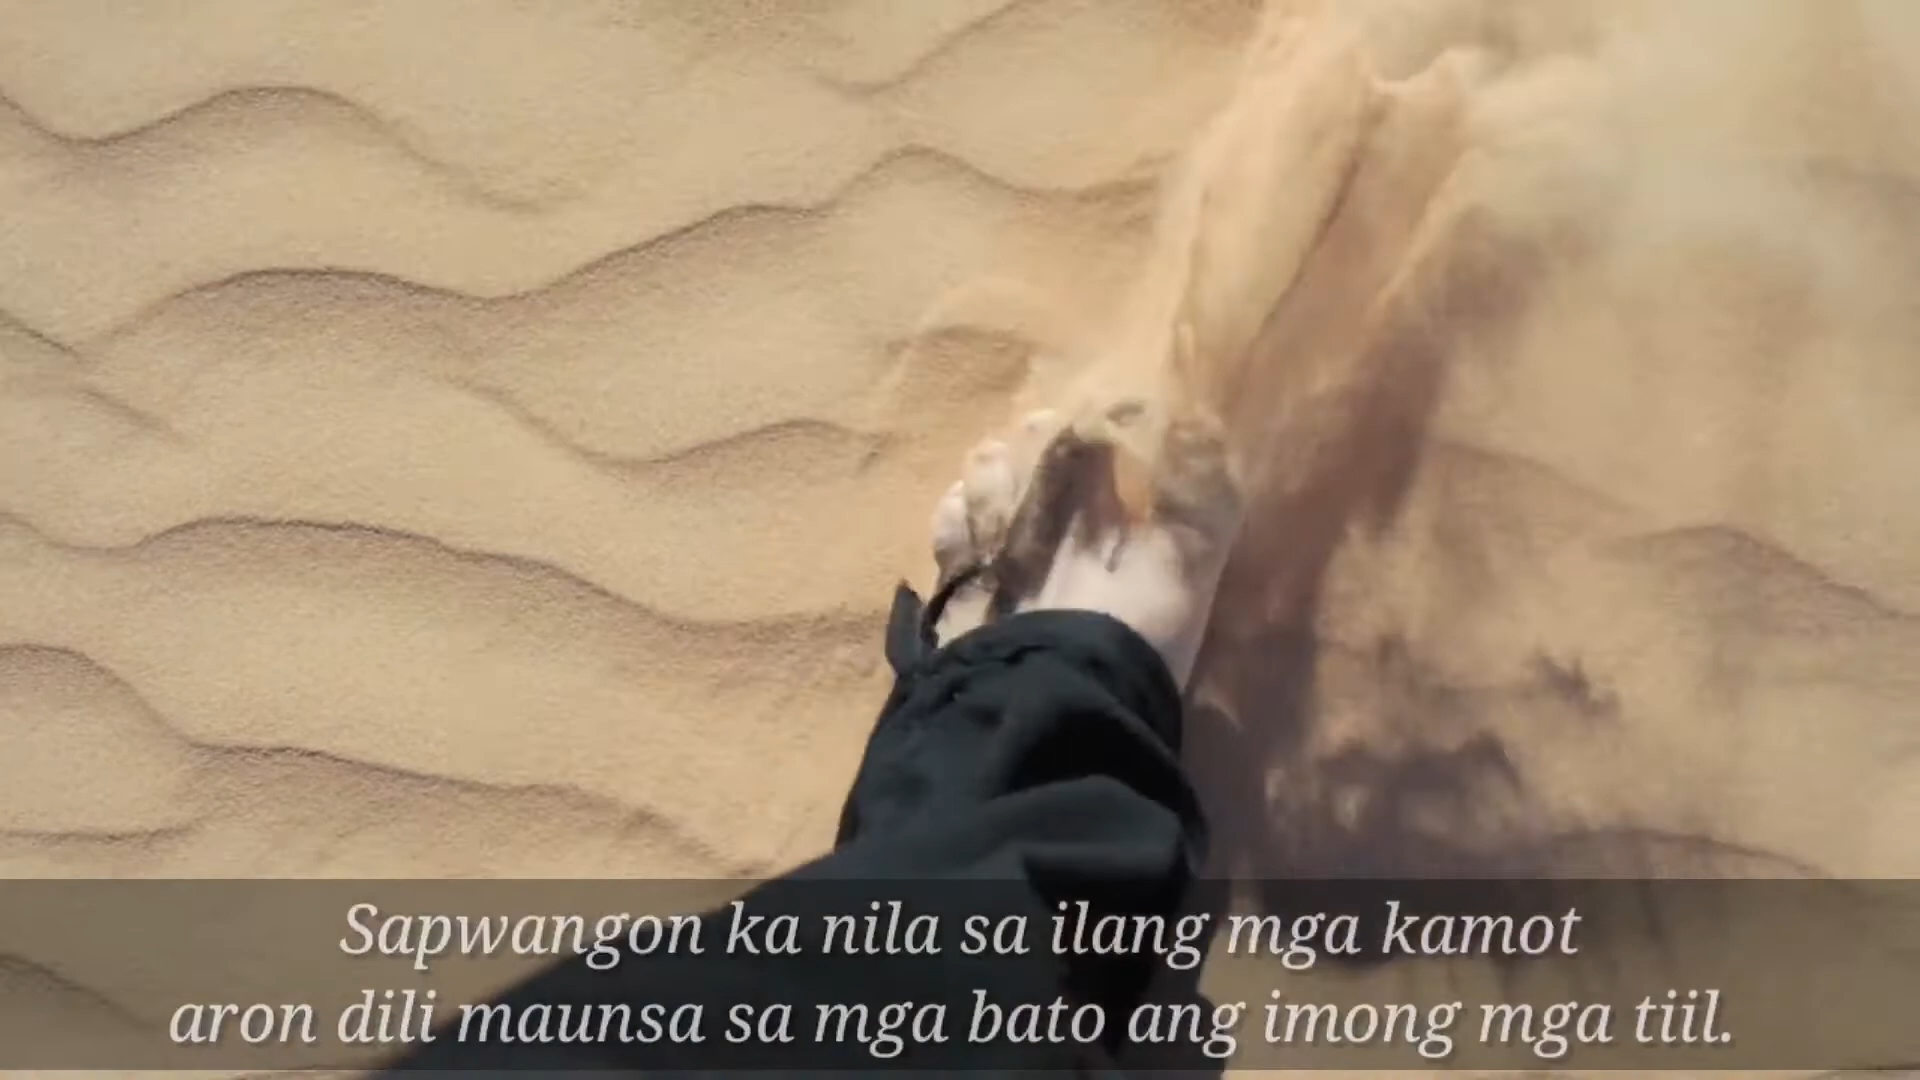 Sapwangon ka nila sa ilang mga kamot
aron dili maunsa sa mga bato ang imong mga tiil.